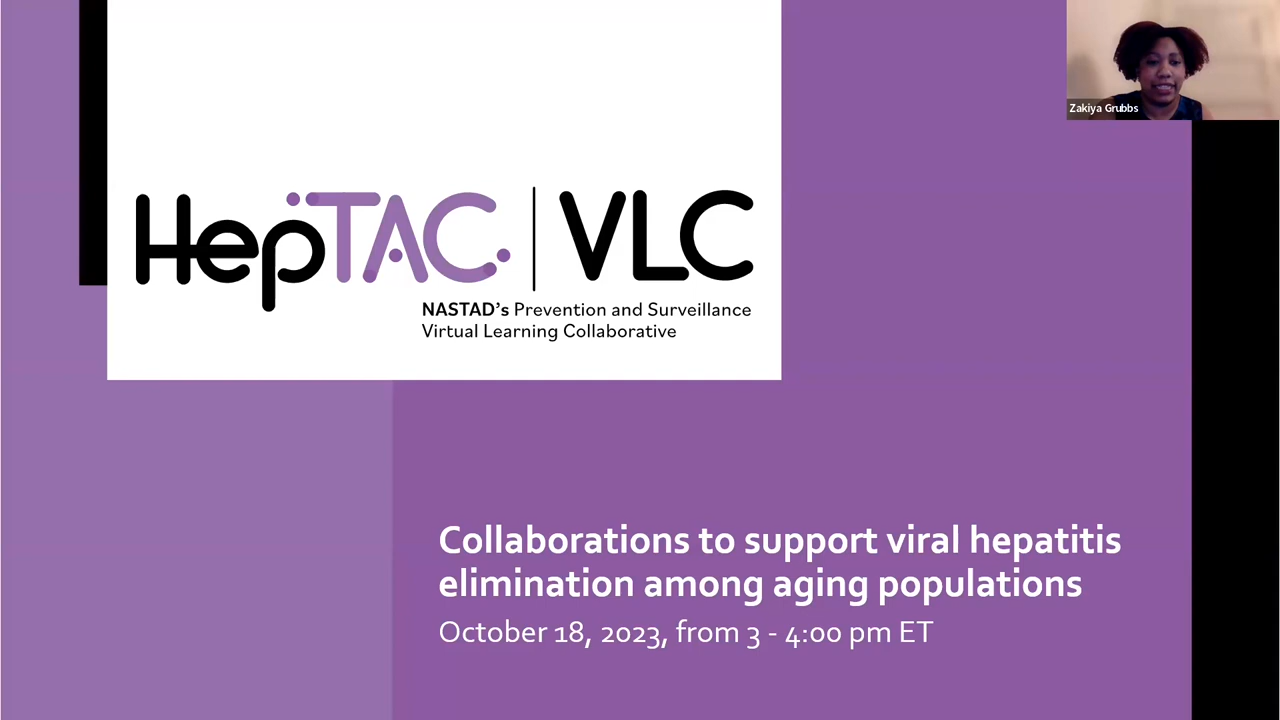 HepTAC | VLC
NASTAD's Prevention and Surveillance
Virtual Learning Collaborative
Zakiya Grubbs
Collaborations to support viral hepatitis
elimination among aging populations
October 18, 2023, from 3 - 4:00 pm ET